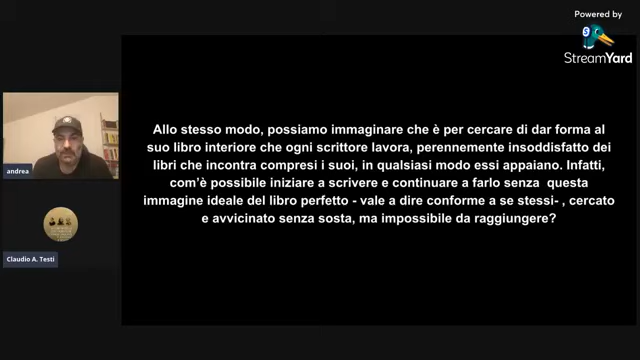 Powered by
StreamYard
Allo stesso modo, possiamo immaginare che è per cercare di dar forma al
suo libro interiore che ogni scrittore lavora, perennemente insoddisfatto dei
libri che incontra compresi i suoi, in qualsiasi modo essi appaiano. Infatti,
com'è possibile iniziare a scrivere e continuare a farlo senza questa
immagine ideale del libro perfetto - vale a dire conforme a se stessi- , cercato
e avvicinato senza sosta, ma impossibile da raggiungere?
andrea
Claudio A. Testi